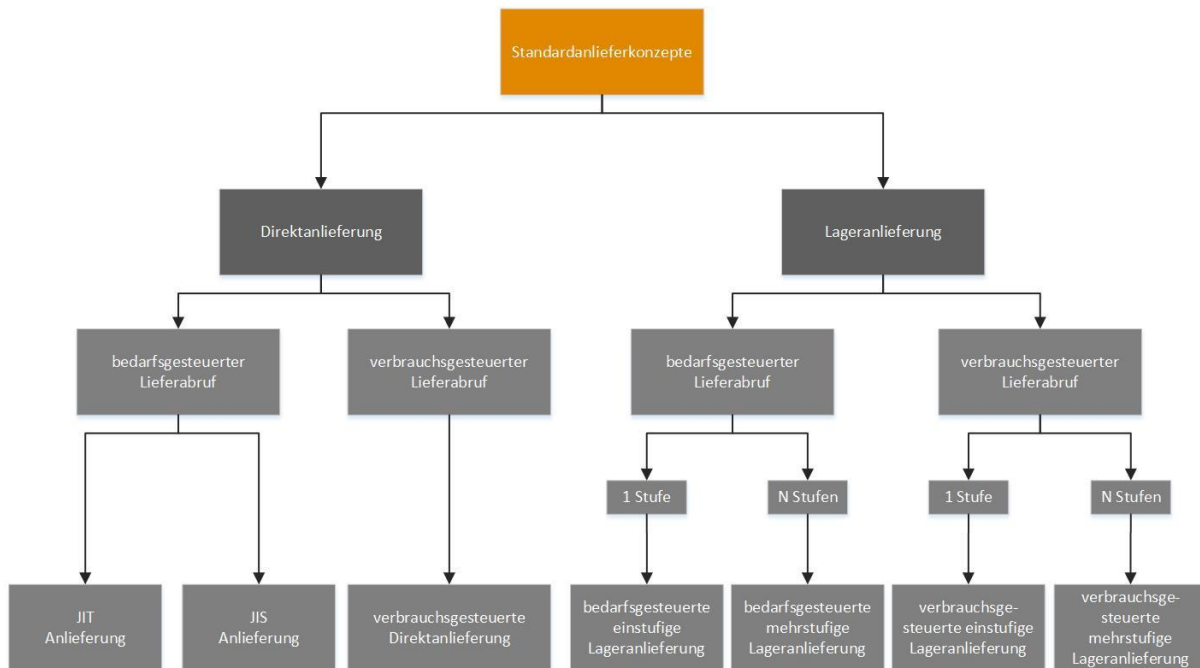 Standardanlieferkonzepte
Direktanlieferung
Lageranlieferung
bedarfsgesteuerter
Lieferabruf
verbrauchsgesteuerter
Lieferabruf
bedarfsgesteuerter
Lieferabruf
verbrauchsgesteuerter
Lieferabruf
1 Stufe
N Stufen
1 Stufe
N Stufen
JIT
Anlieferung
JIS
Anlieferung
verbrauchsgesteuerte
Direktanlieferung
bedarfsgesteuerte
einstufige
Lageranlieferung
bedarfsgesteuerte
mehrstufige
Lageranlieferung
verbrauchsge-
steuerte einstufige
Lageranlieferung
verbrauchsge-
steuerte
mehrstufige
Lageranlieferung